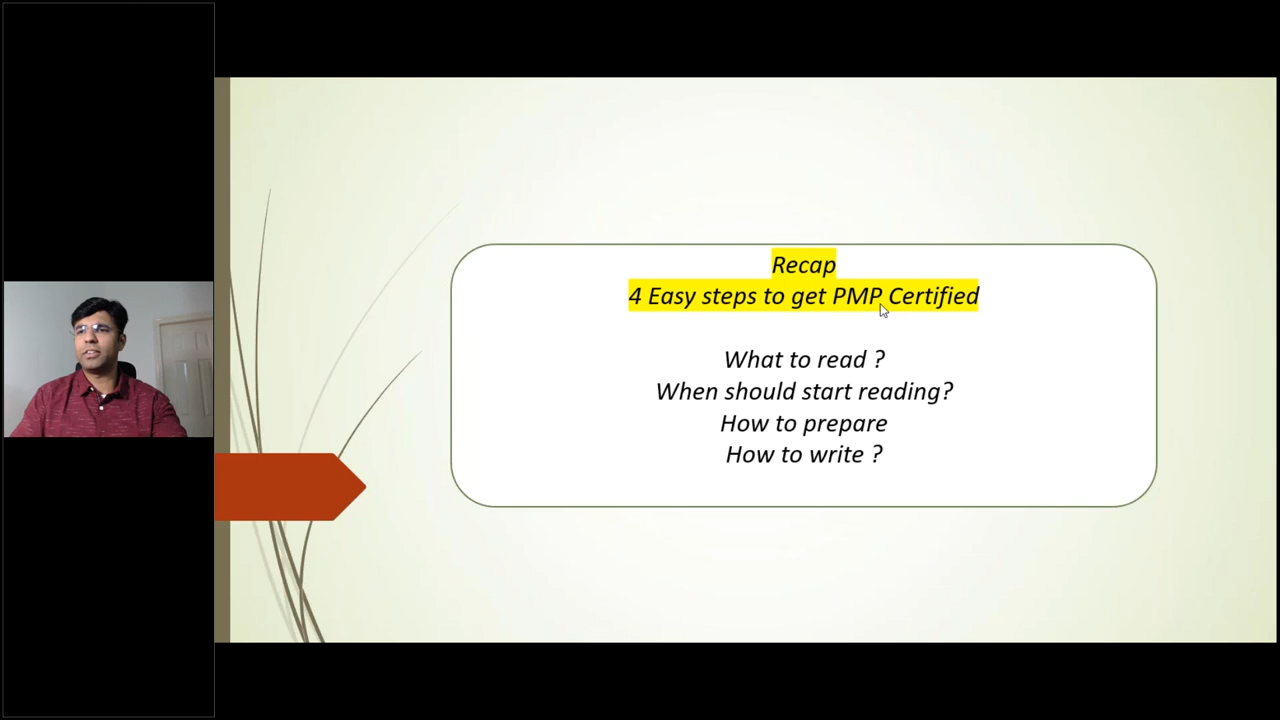 Recap
4 Easy steps to get PMP Certified
What to read ?
When should start reading?
How to prepare
How to write ?